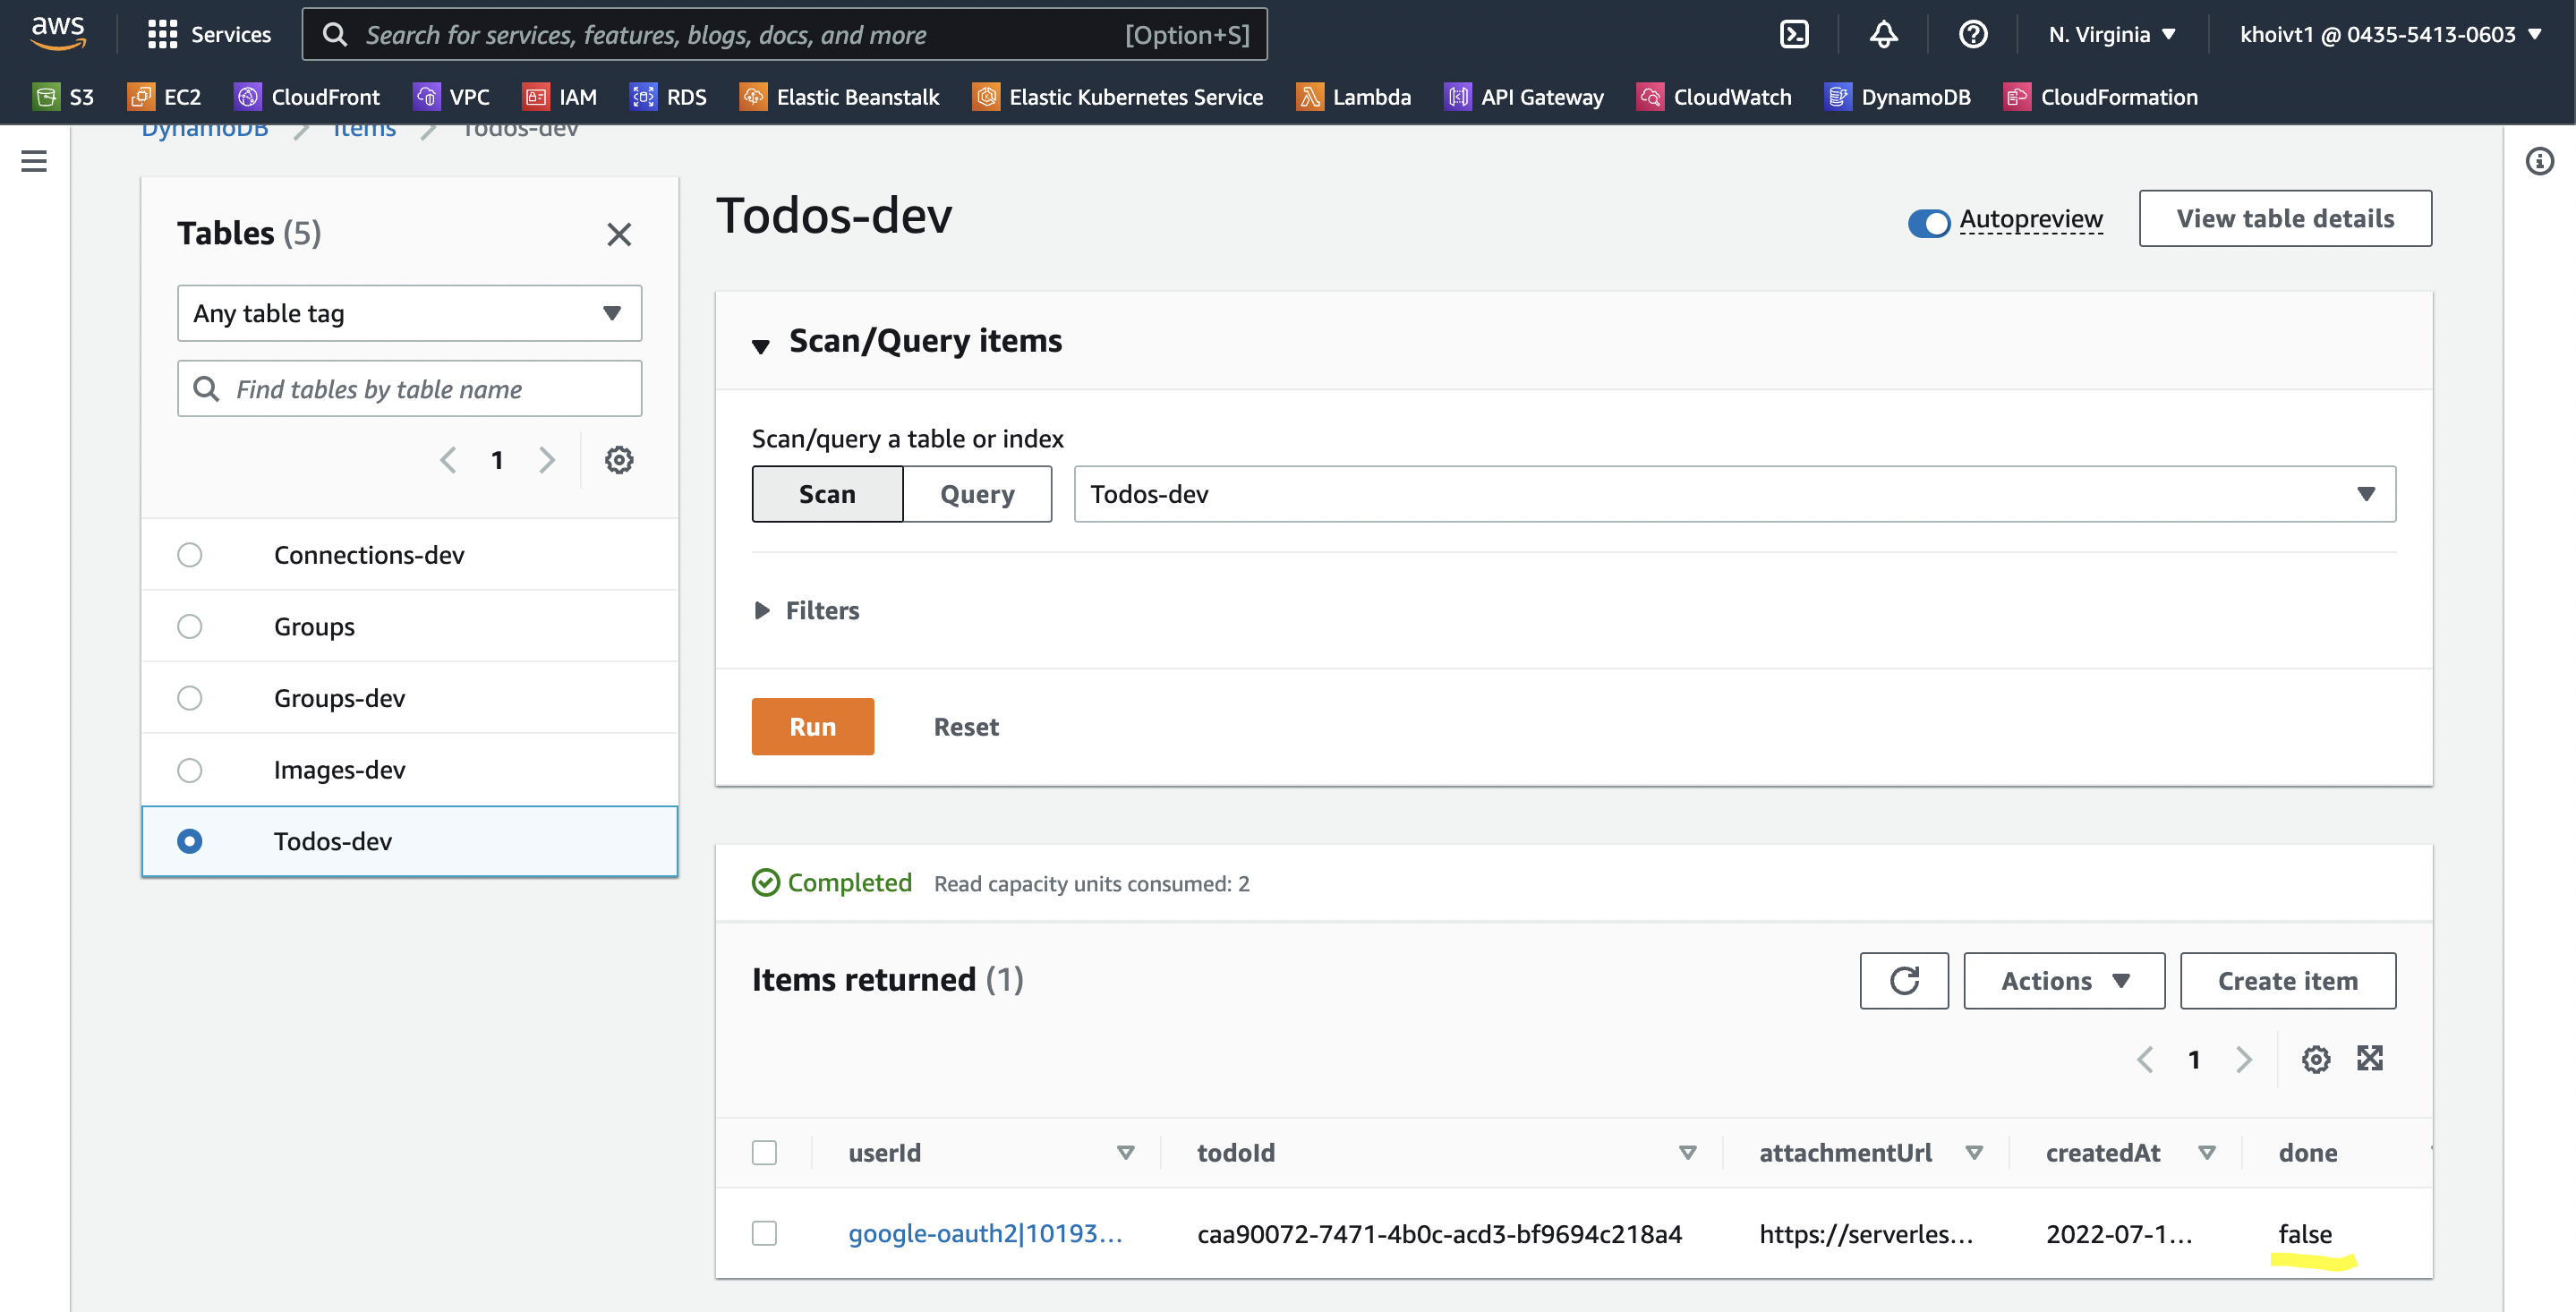 aws Services Search for services, features, blogs, docs, and more [Option+S] N. Virginia khoivt1 @ 0435-5413-0603
S3 EC2 CloudFront VPC IAM RDS Elastic Beanstalk Elastic Kubernetes Service Lambda API Gateway CloudWatch DynamoDB CloudFormation
DynamoDB Items Todos-dev
Tables (5)
Any table tag
Find tables by table name
1
Connections-dev
Groups
Groups-dev
Images-dev
Todos-dev
Todos-dev
Autopreview View table details
Scan/Query items
Scan/query a table or index
Scan Query Todos-dev
Filters
Run Reset
Completed Read capacity units consumed: 2
Items returned (1)
Actions Create item
1
userId todoId attachmentUrl createdAt done
google-oauth2|10193... caa90072-7471-4b0c-acd3-bf9694c218a4 https://serverles... 2022-07-1... false